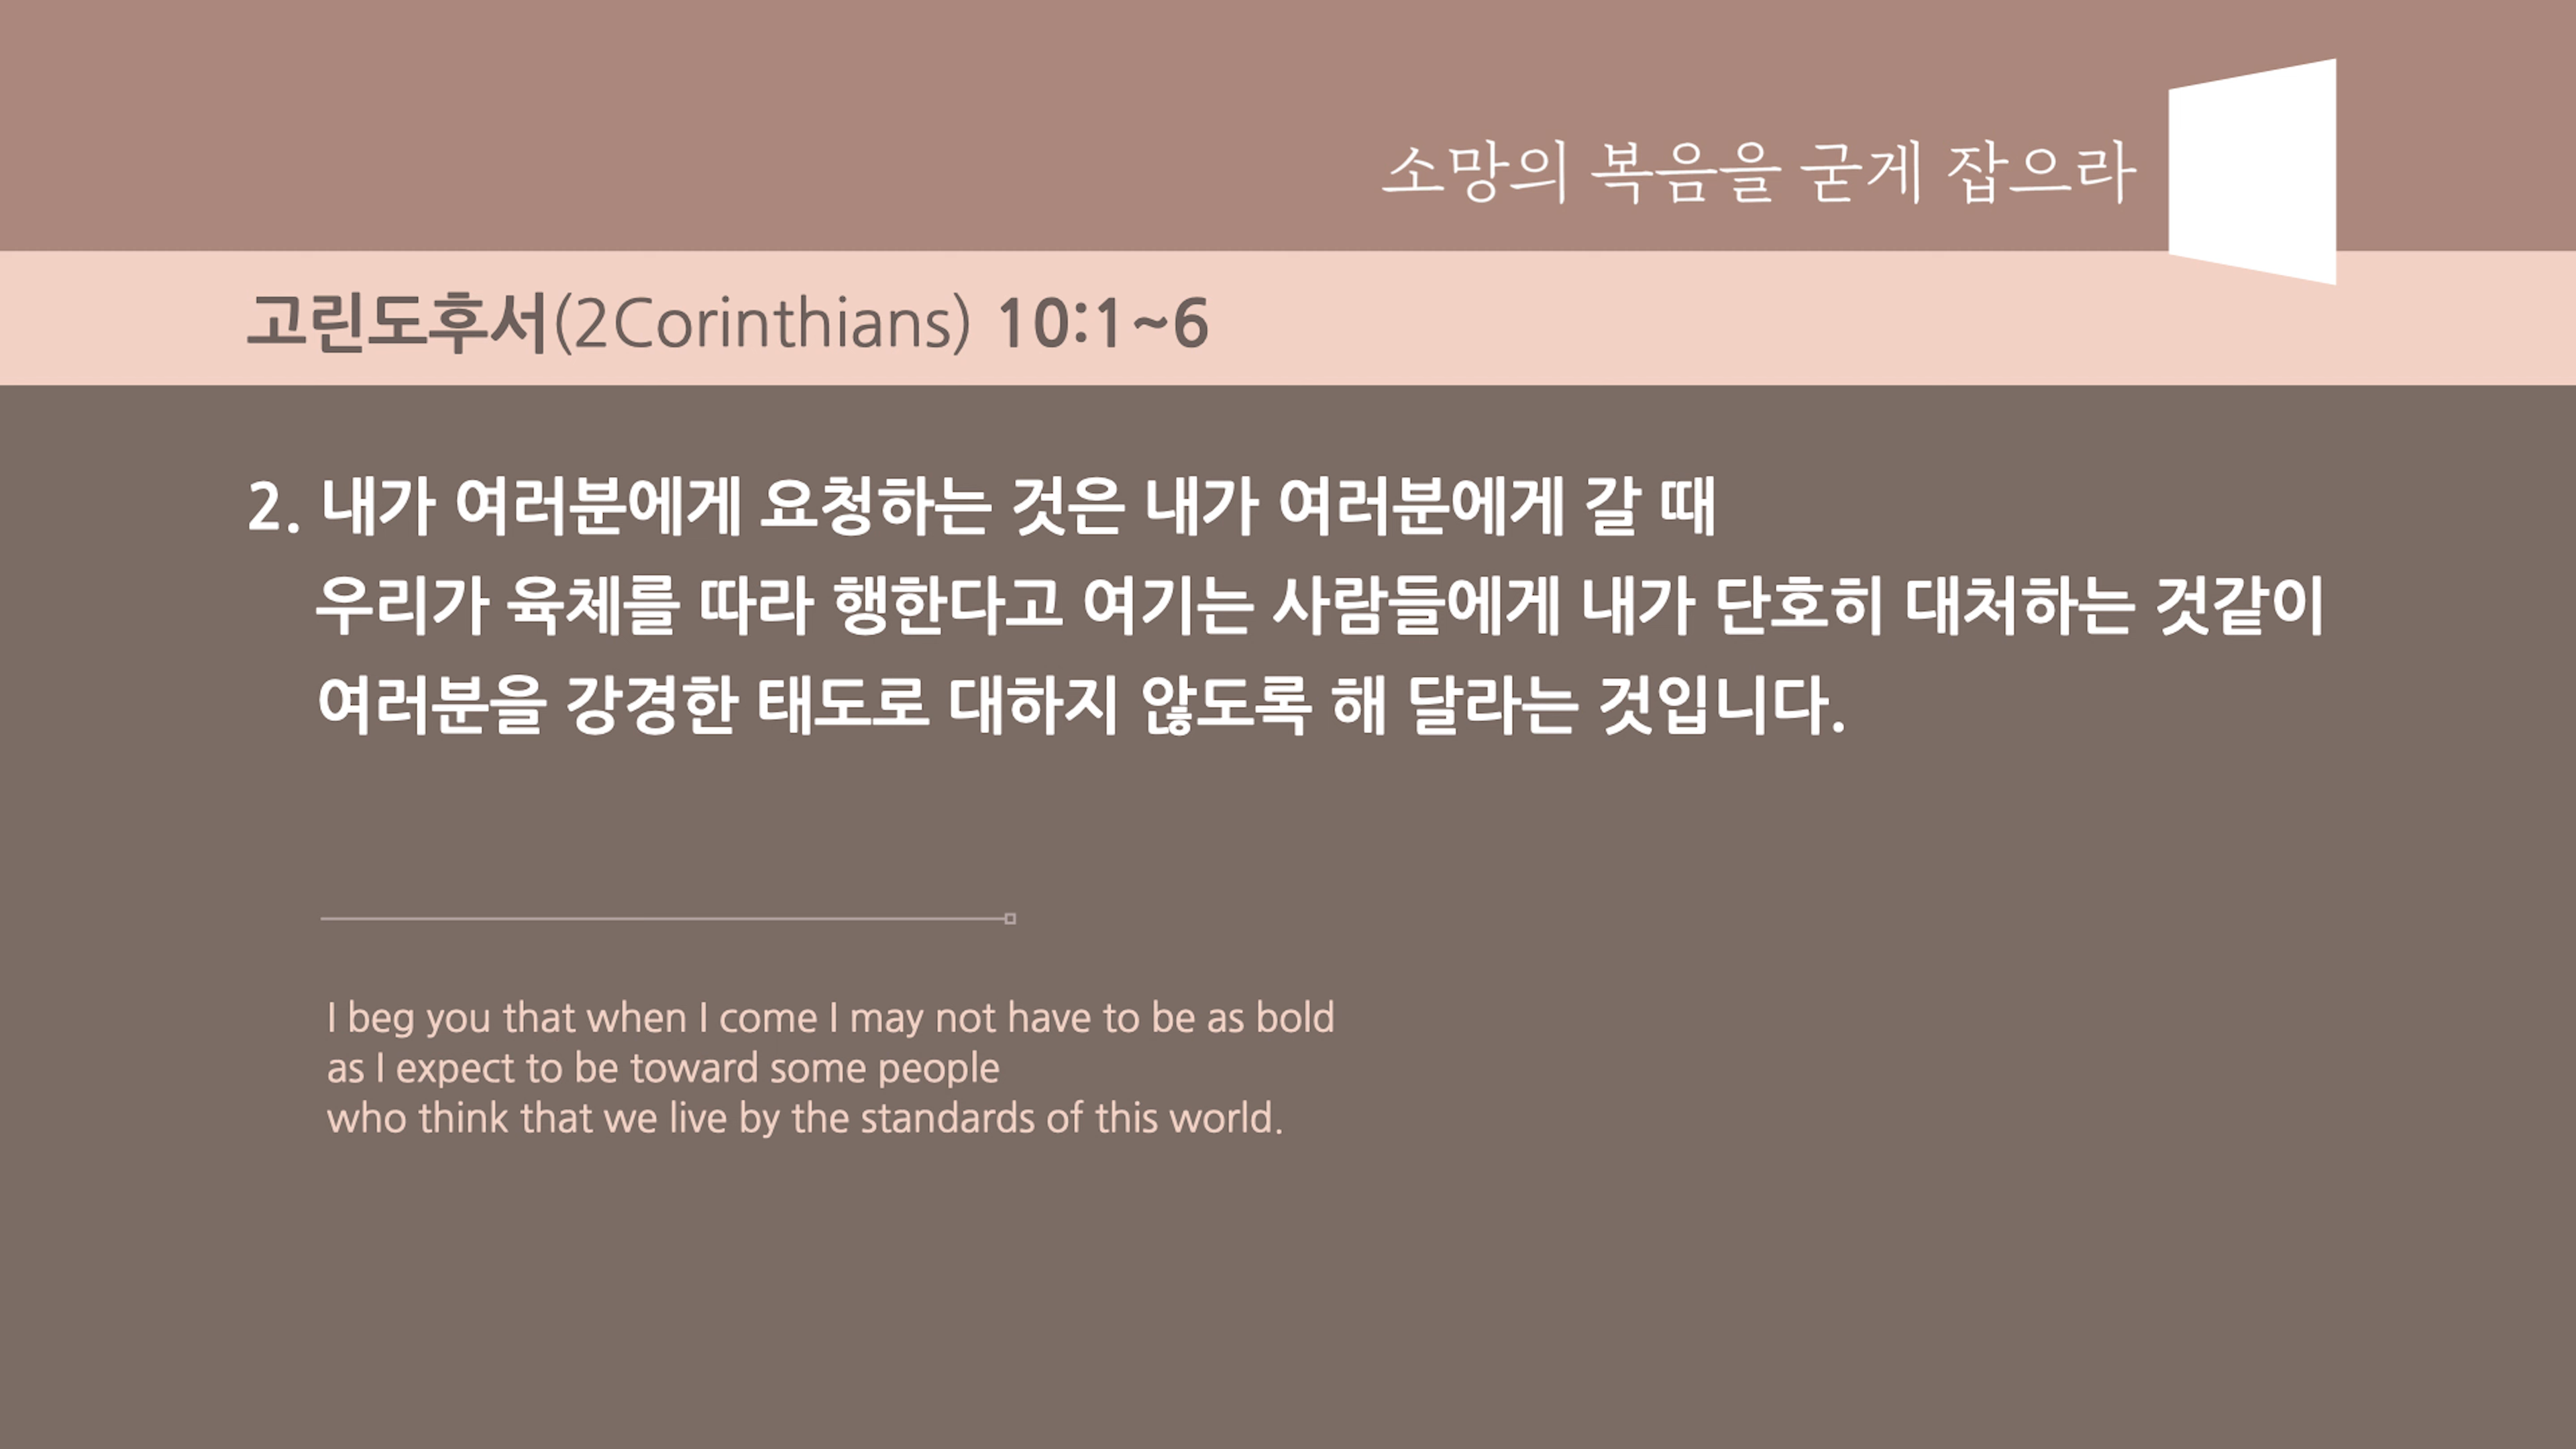 소망의 복음을 굳게 잡으라
고린도후서(2Corinthians) 10:1~6
2. 내가 여러분에게 요청하는 것은 내가 여러분에게 갈 때
우리가 육체를 따라 행한다고 여기는 사람들에게 내가 단호히 대처하는 것같이
여러분을 강경한 태도로 대하지 않도록 해 달라는 것입니다.
I beg you that when I come I may not have to be as bold
as I expect to be toward some people
who think that we live by the standards of this world.